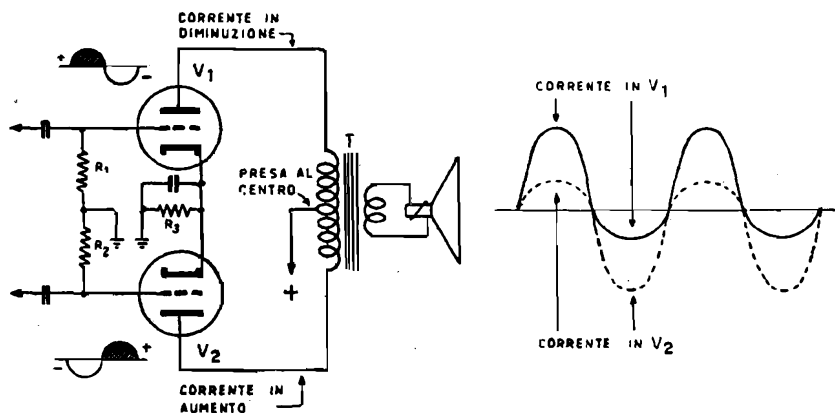 CORRENTE IN
DIMINUZIONE
+
-
V1
R1
R2
R3
PRESA AL
CENTRO
T
+
V2
-
+
CORRENTE IN
AUMENTO
CORRENTE IN V1
CORRENTE IN V2